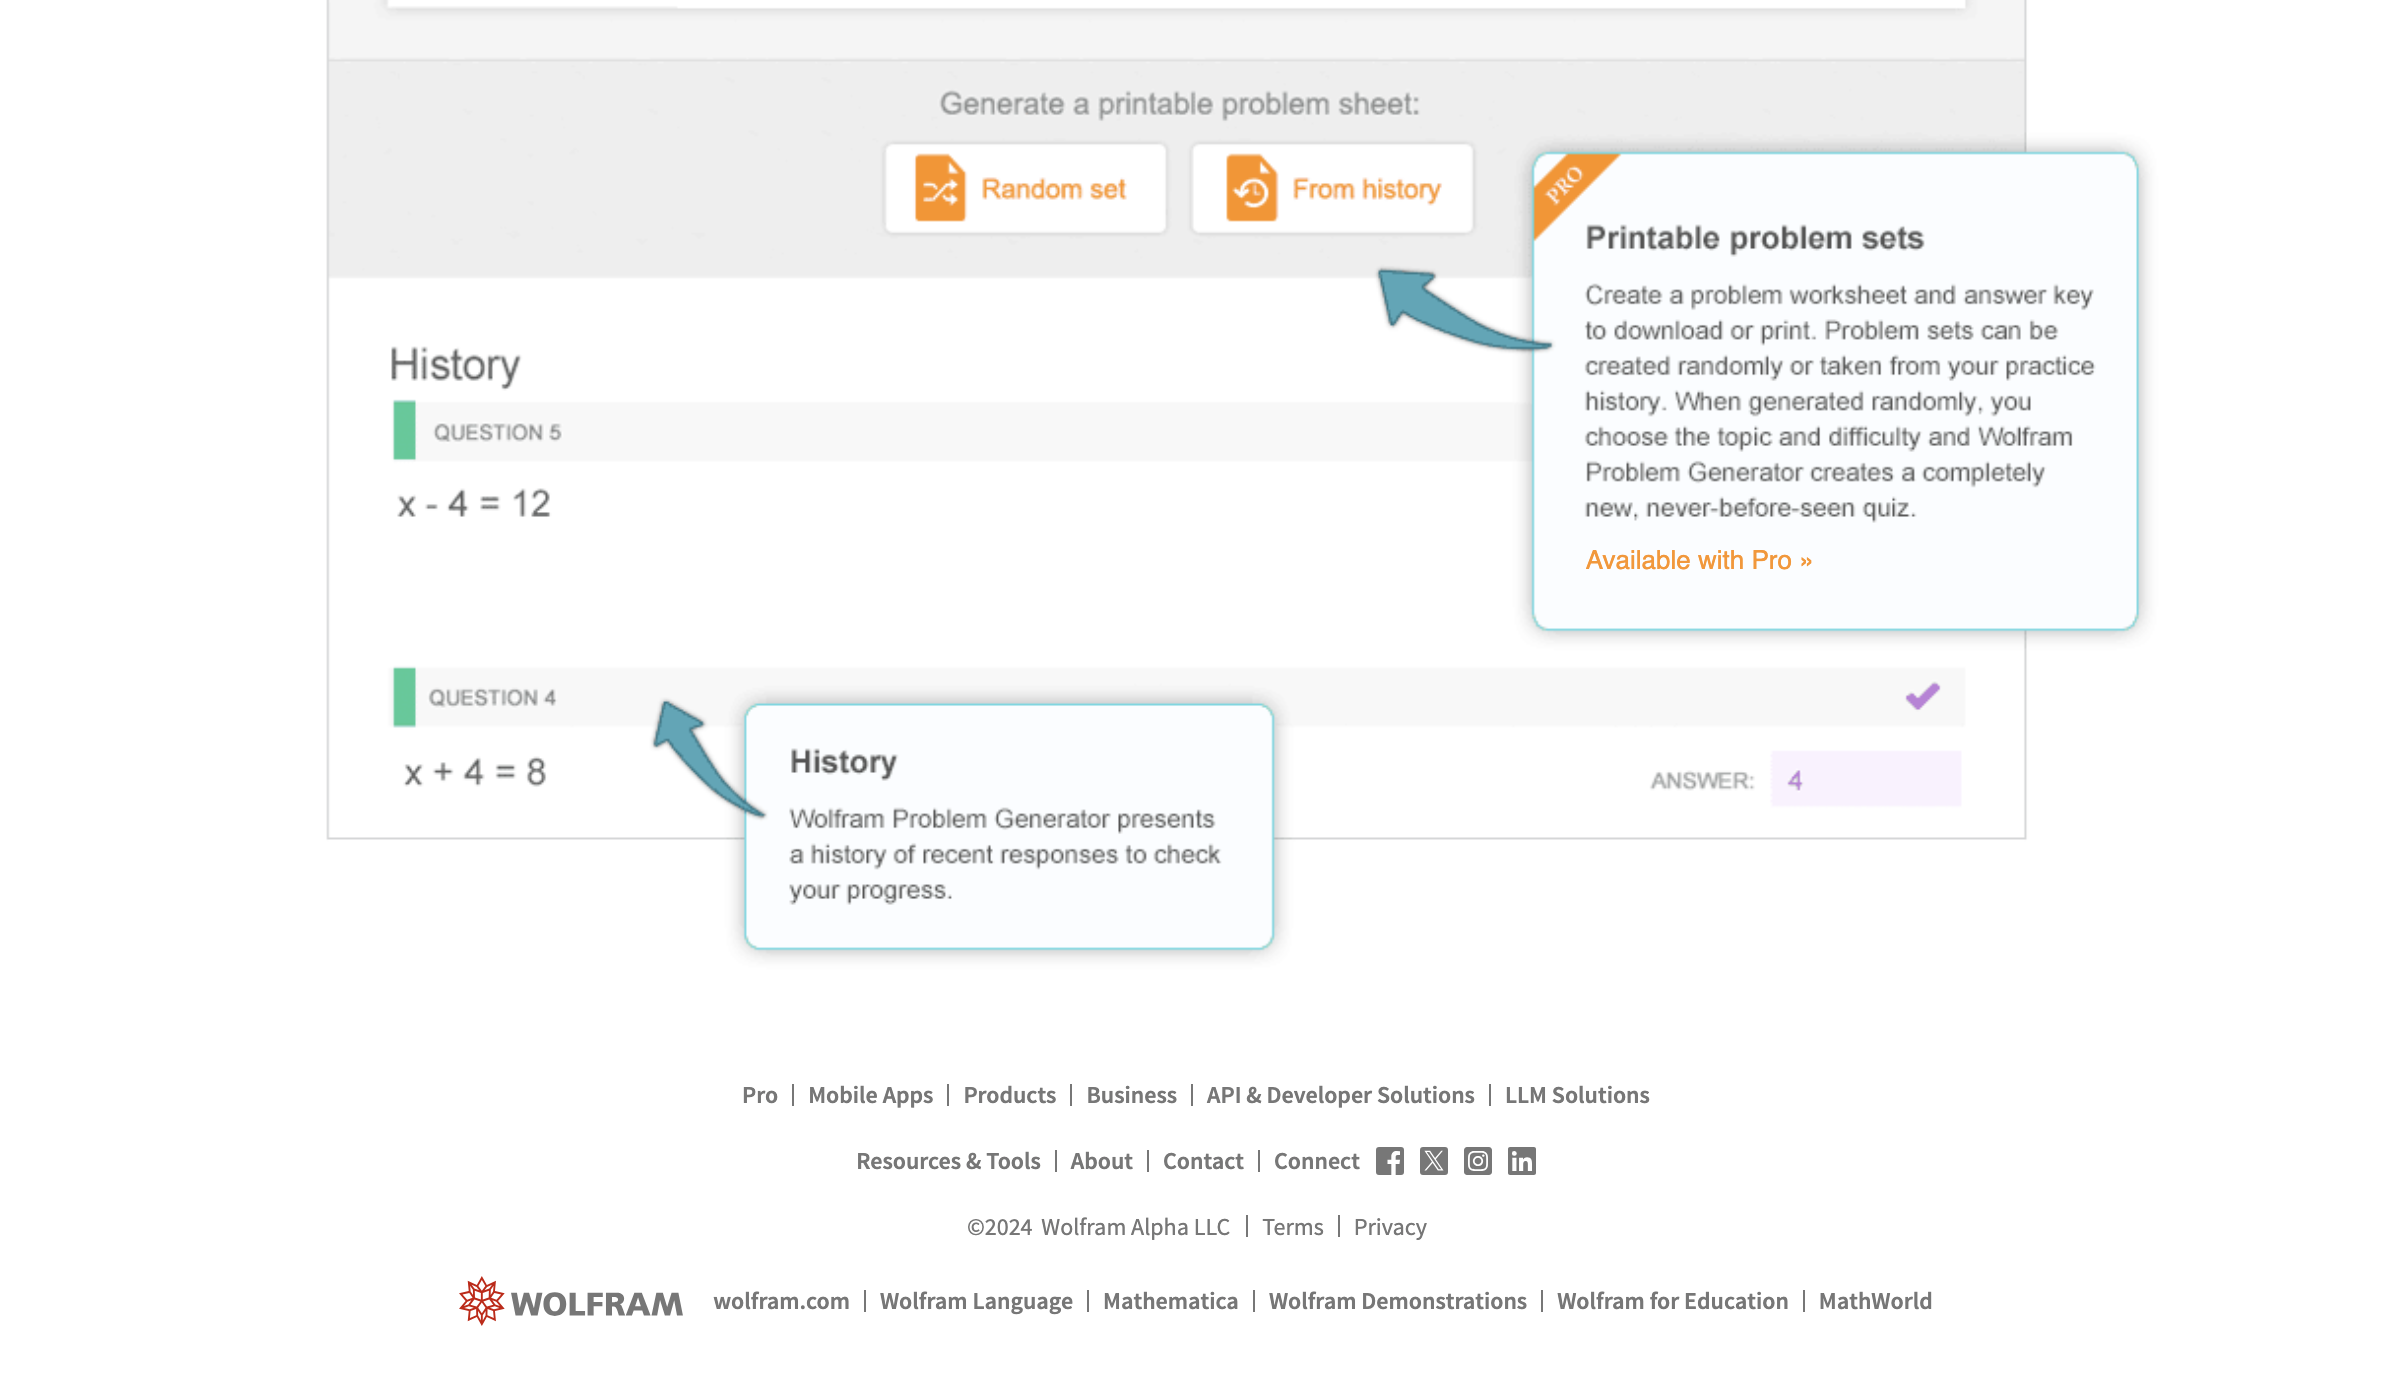 Generate a printable problem sheet:
Random set
From history
PRO
Printable problem sets
Create a problem worksheet and answer key
to download or print. Problem sets can be
created randomly or taken from your practice
history. When generated randomly, you
choose the topic and difficulty and Wolfram
Problem Generator creates a completely
new, never-before-seen quiz.
Available with Pro »
History
QUESTION 5
x - 4 = 12
QUESTION 4
x + 4 = 8
ANSWER: 4
History
Wolfram Problem Generator presents
a history of recent responses to check
your progress.
Pro | Mobile Apps | Products | Business | API & Developer Solutions | LLM Solutions
Resources & Tools | About | Contact | Connect
©2024 Wolfram Alpha LLC | Terms | Privacy
WOLFRAM wolfram.com | Wolfram Language | Mathematica | Wolfram Demonstrations | Wolfram for Education | MathWorld